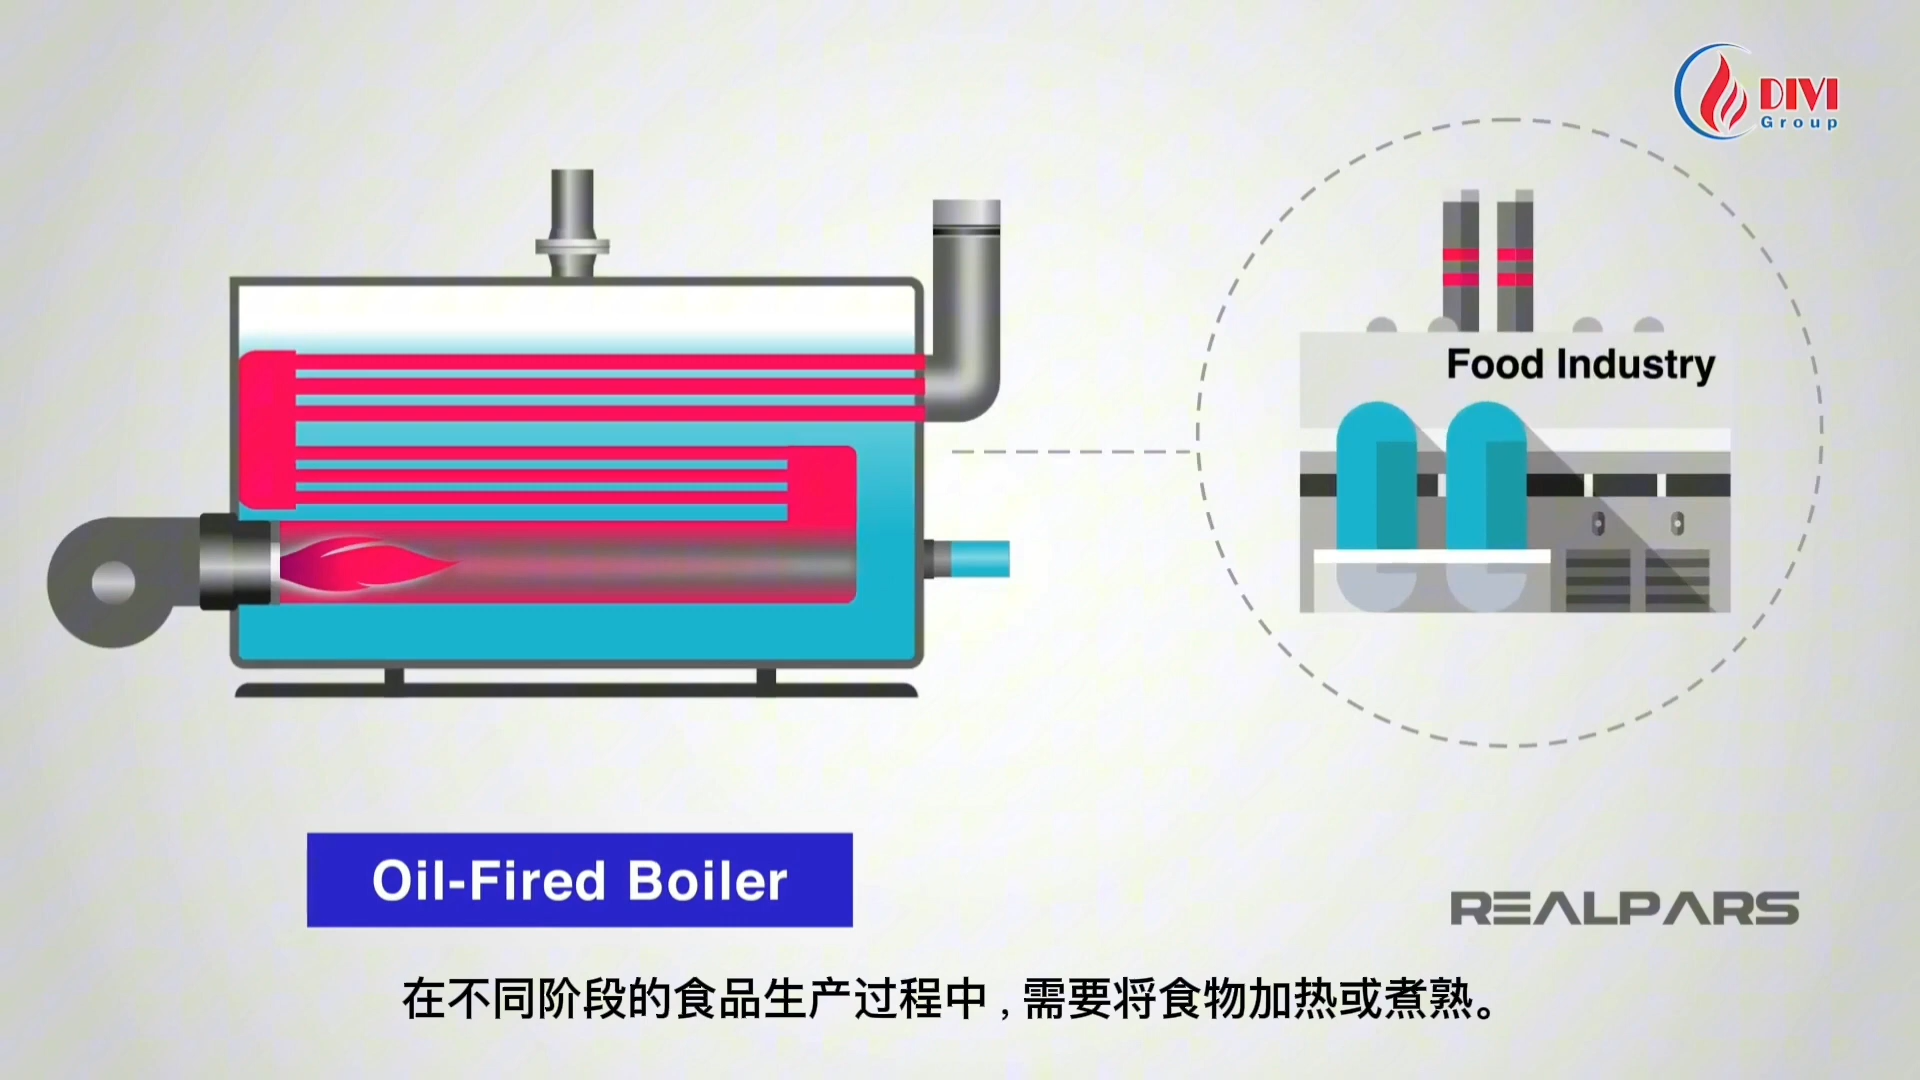 DIVI
Group
Food Industry
Oil-Fired Boiler
REALPARS
在不同阶段的食品生产过程中，需要将食物加热或煮熟。